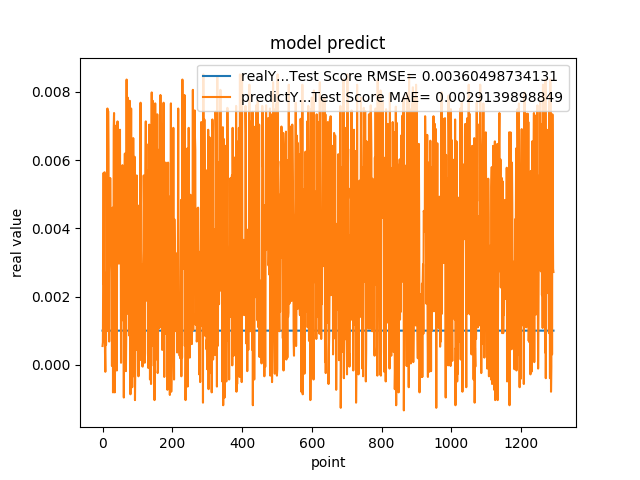 model predict
realY...Test Score RMSE= 0.00360498734131
predictY...Test Score MAE= 0.0029139898849
0.008
0.006
0.004
0.002
0.000
real value
0 200 400 600 800 1000 1200
point